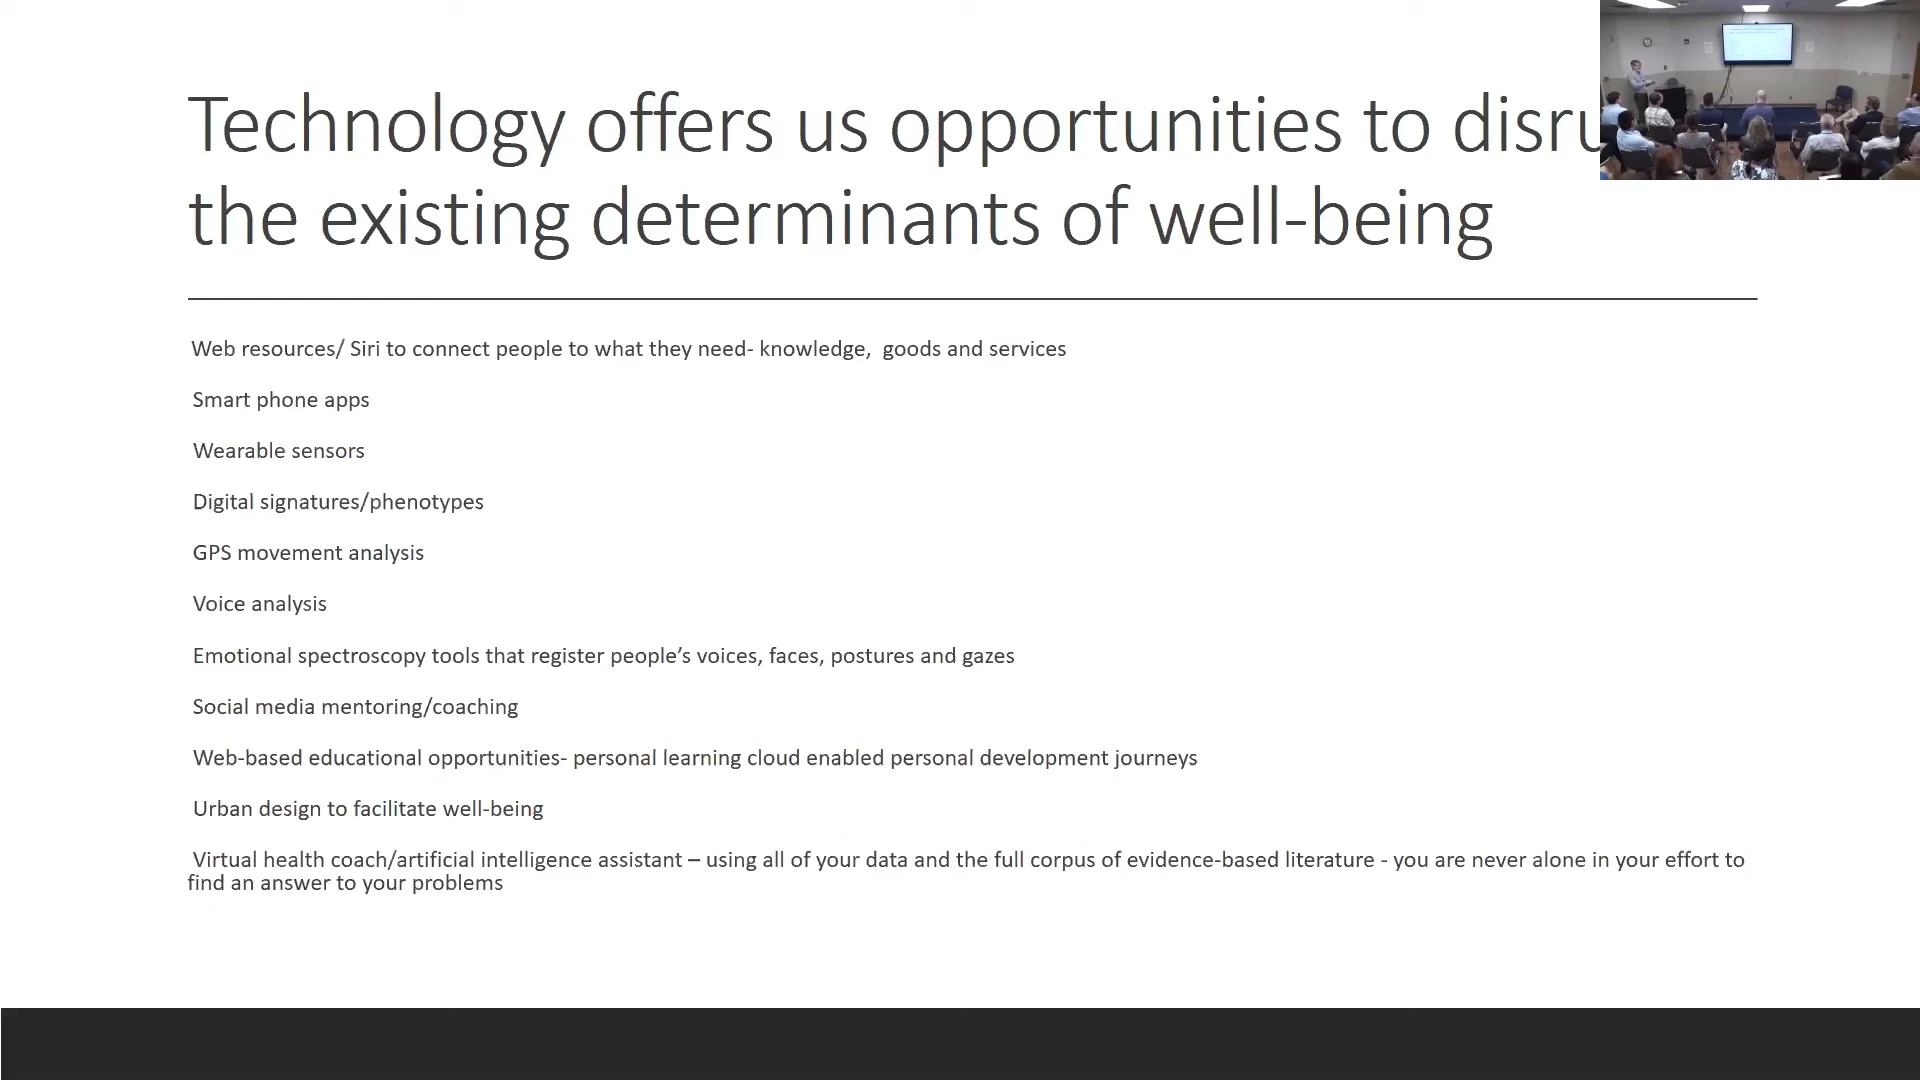 Technology offers us opportunities to
the existing determinants of well-being
Web resources/ Siri to connect people to what they need- knowledge,  goods and services
Smart phone apps
Wearable sensors
Digital signatures/phenotypes
GPS movement analysis
Voice analysis
Emotional spectroscopy tools that register people’s voices, faces, postures and gazes
Social media mentoring/coaching
Web-based educational opportunities- personal learning cloud enabled personal development journeys
Urban design to facilitate well-being
Virtual health coach/artificial intelligence assistant – using all of your data and the full corpus of evidence-based literature - you are never alone in your effort to
find an answer to your problems